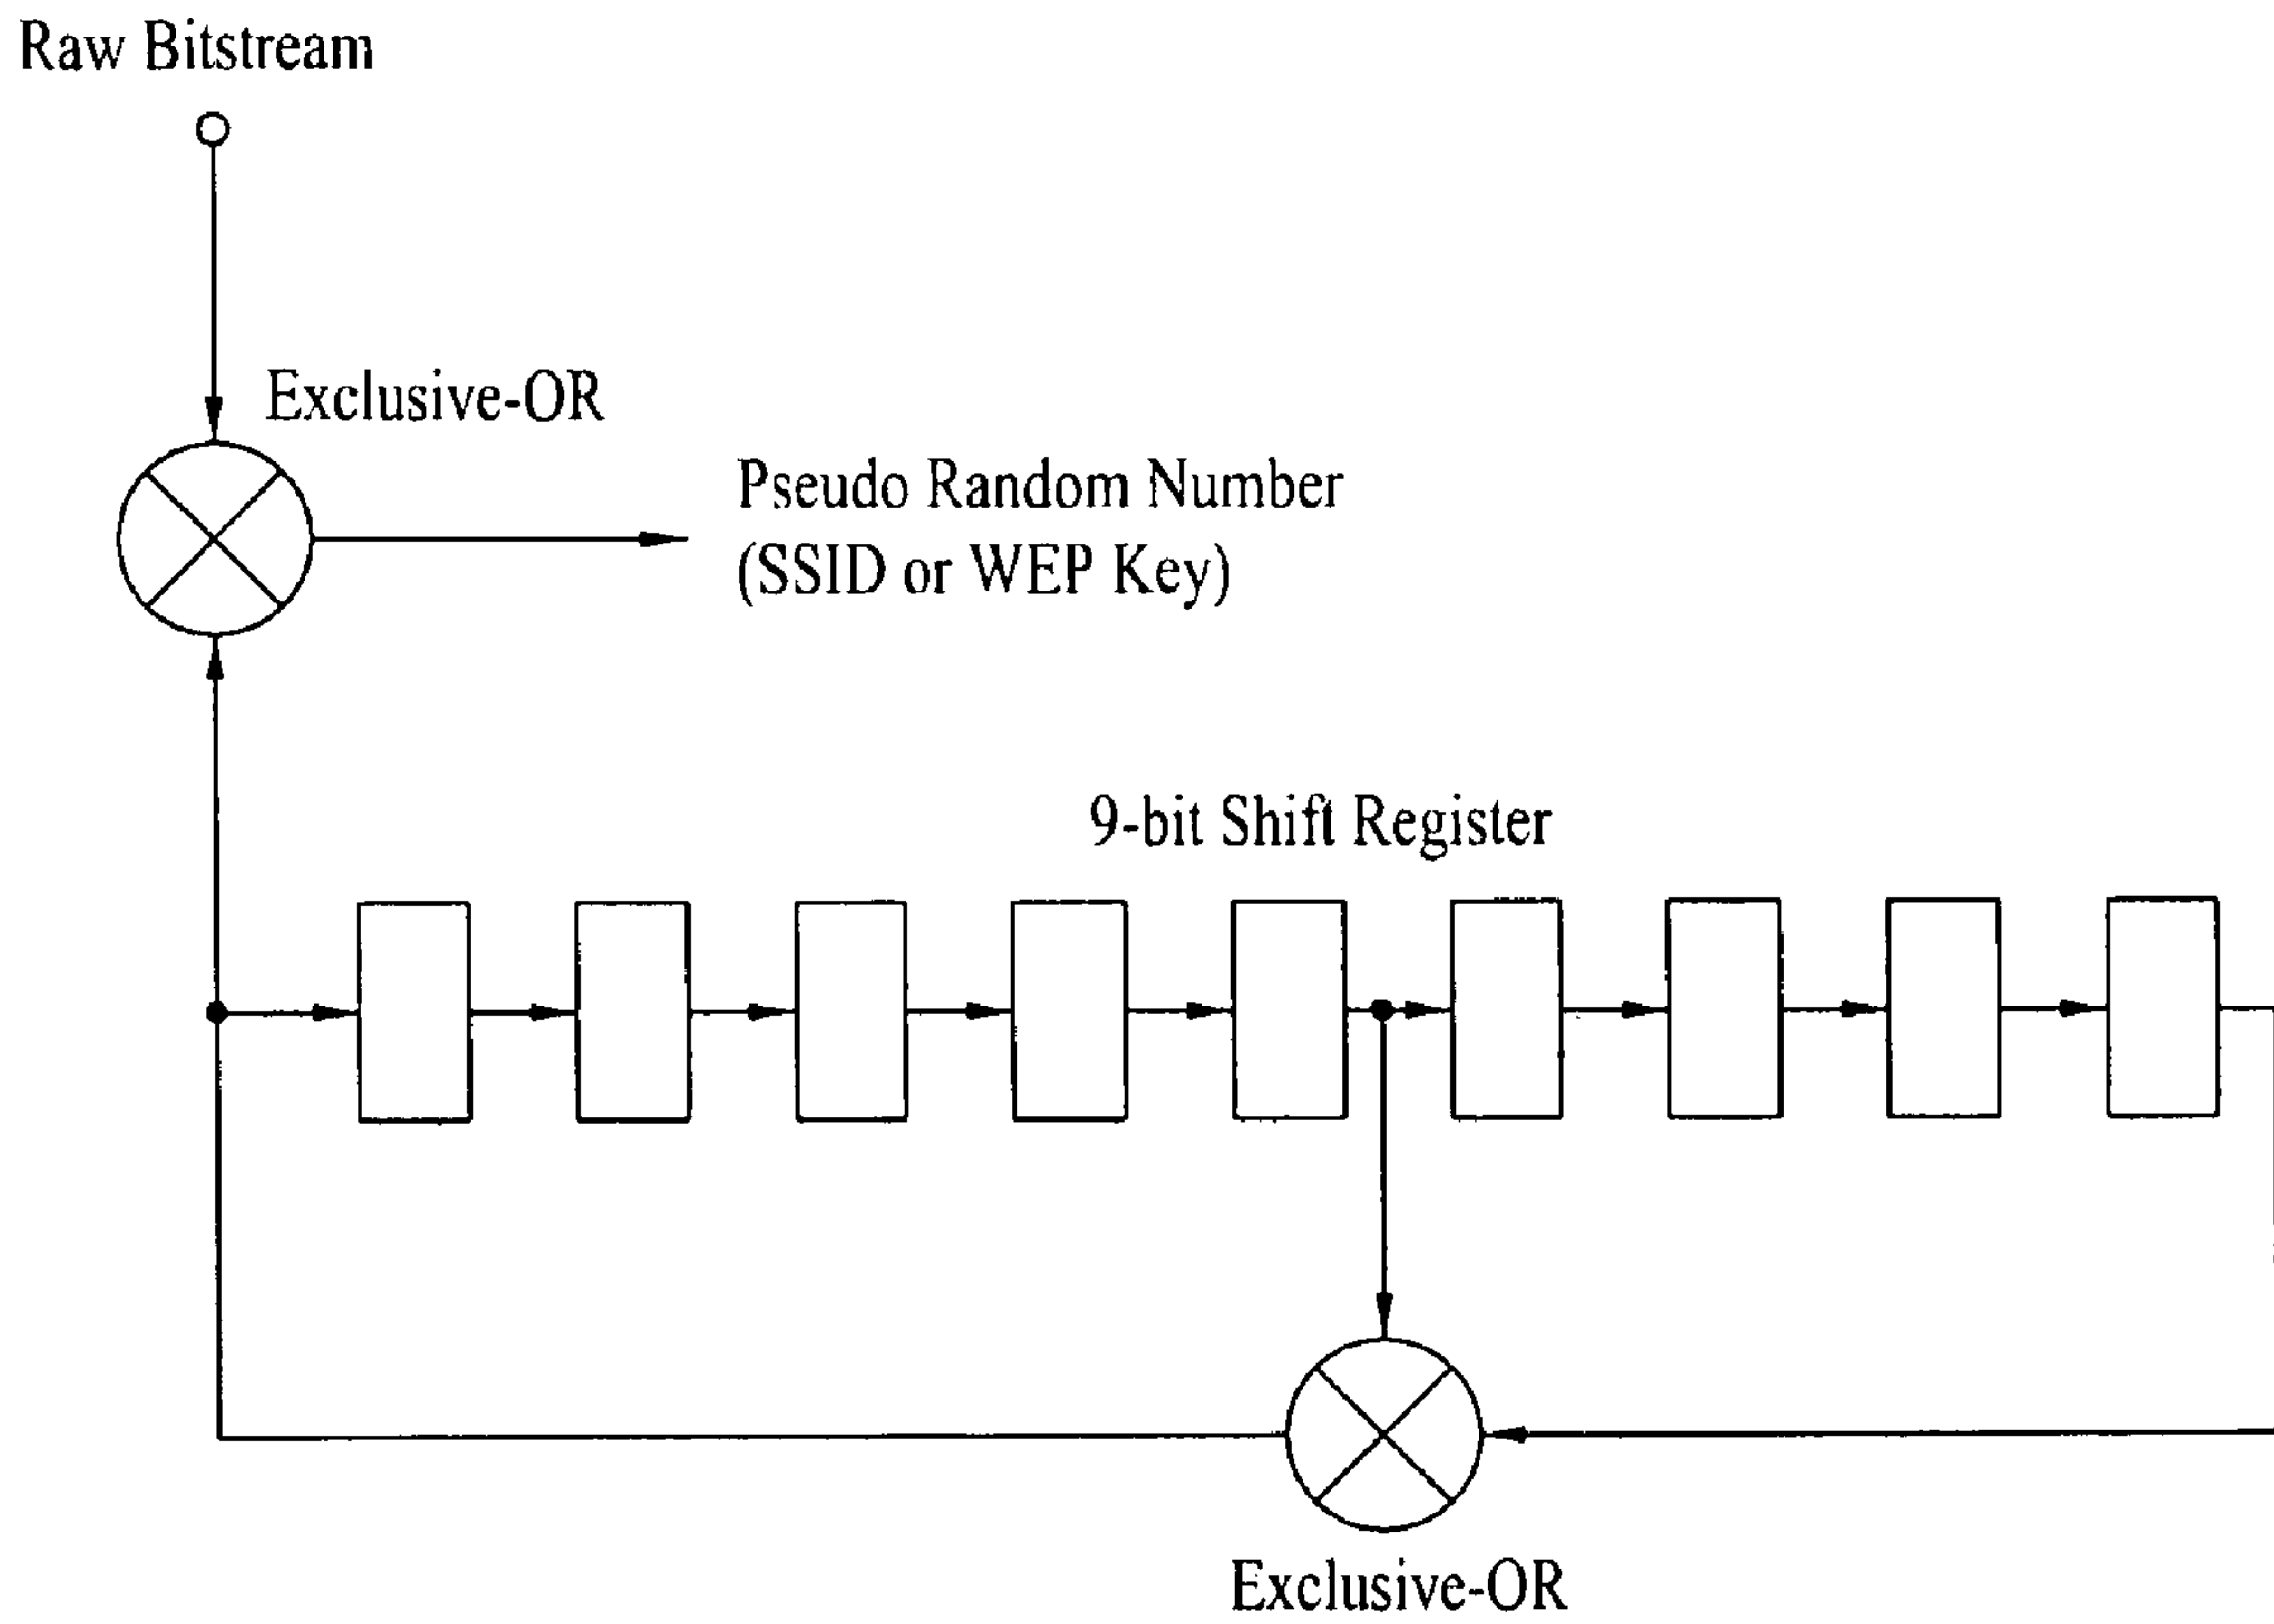 Raw Bitstream
Exclusive-OR
Pseudo Random Number
(SSID or WEP Key)
9-bit Shift Register
Exclusive-OR